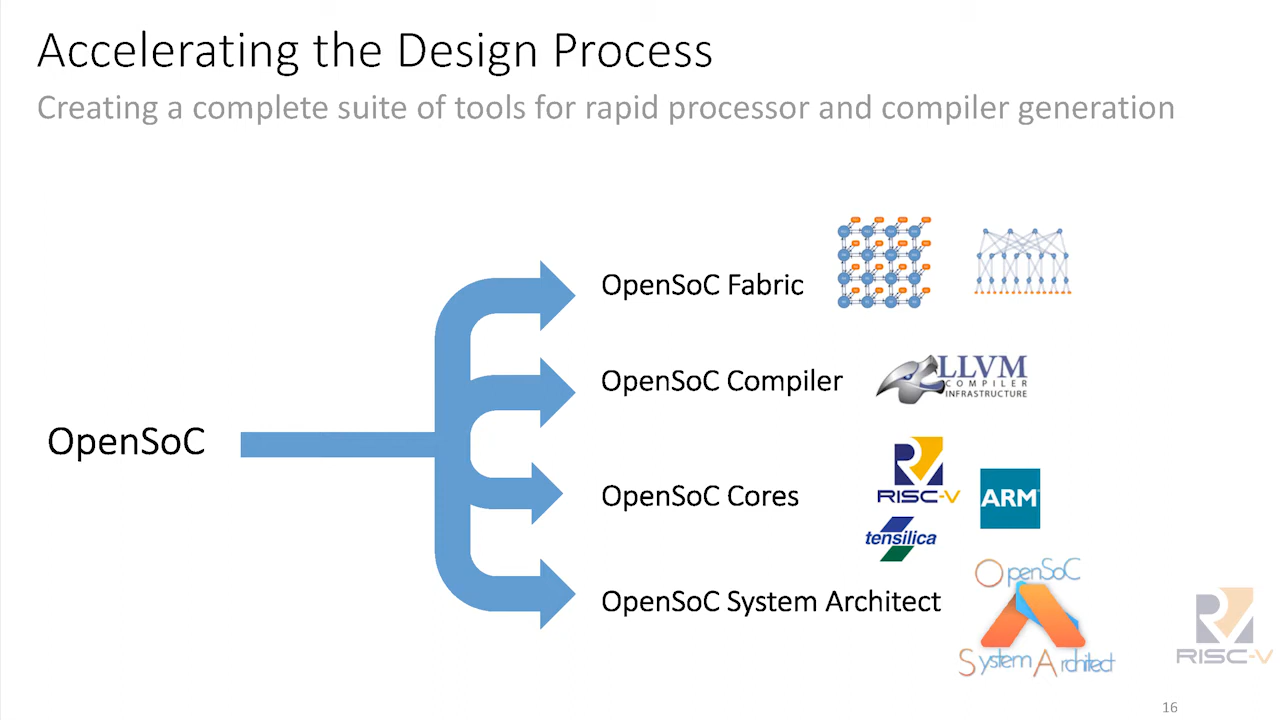 Accelerating the Design Process
Creating a complete suite of tools for rapid processor and compiler generation
OpenSoC Fabric
OpenSoC Compiler
LLVM
COMPILER
INFRASTRUCTURE
OpenSoC
OpenSoC Cores
RISC-V
ARM
tensilica
OpenSoC System Architect
OpenSoC
System Architect
RISC-V
16